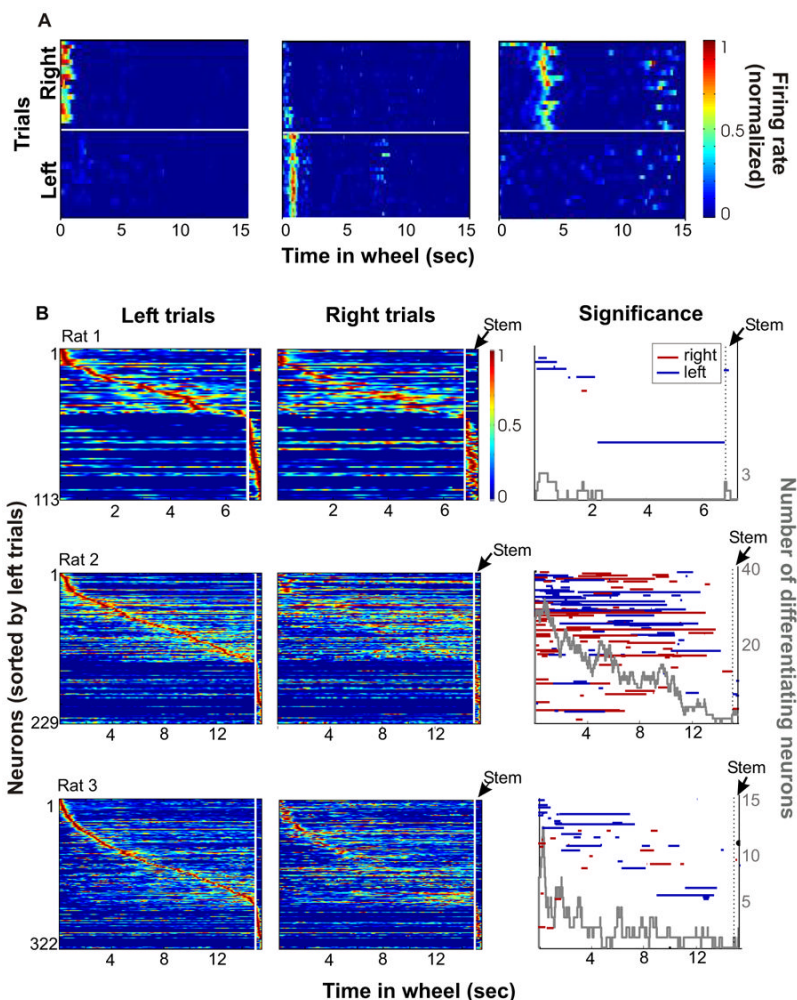 A
Trials
Right
Left
0 5 10 15
0 5 10 15
0 5 10 15
1
0.5
0
Firing rate
(normalized)
Time in wheel (sec)
B
Left trials
Right trials
Significance
Rat 1
Stem
Stem
1
113
2 4 6
2 4 6
1
0.5
0
right
left
2 4 6
3
Rat 2
Stem
Stem
1
229
4 8 12
4 8 12
4 8 12
40
20
Rat 3
Stem
Stem
1
322
4 8 12
4 8 12
4 8 12
15
10
5
Neurons (sorted by left trials)
Number of differentiating neurons
Time in wheel (sec)